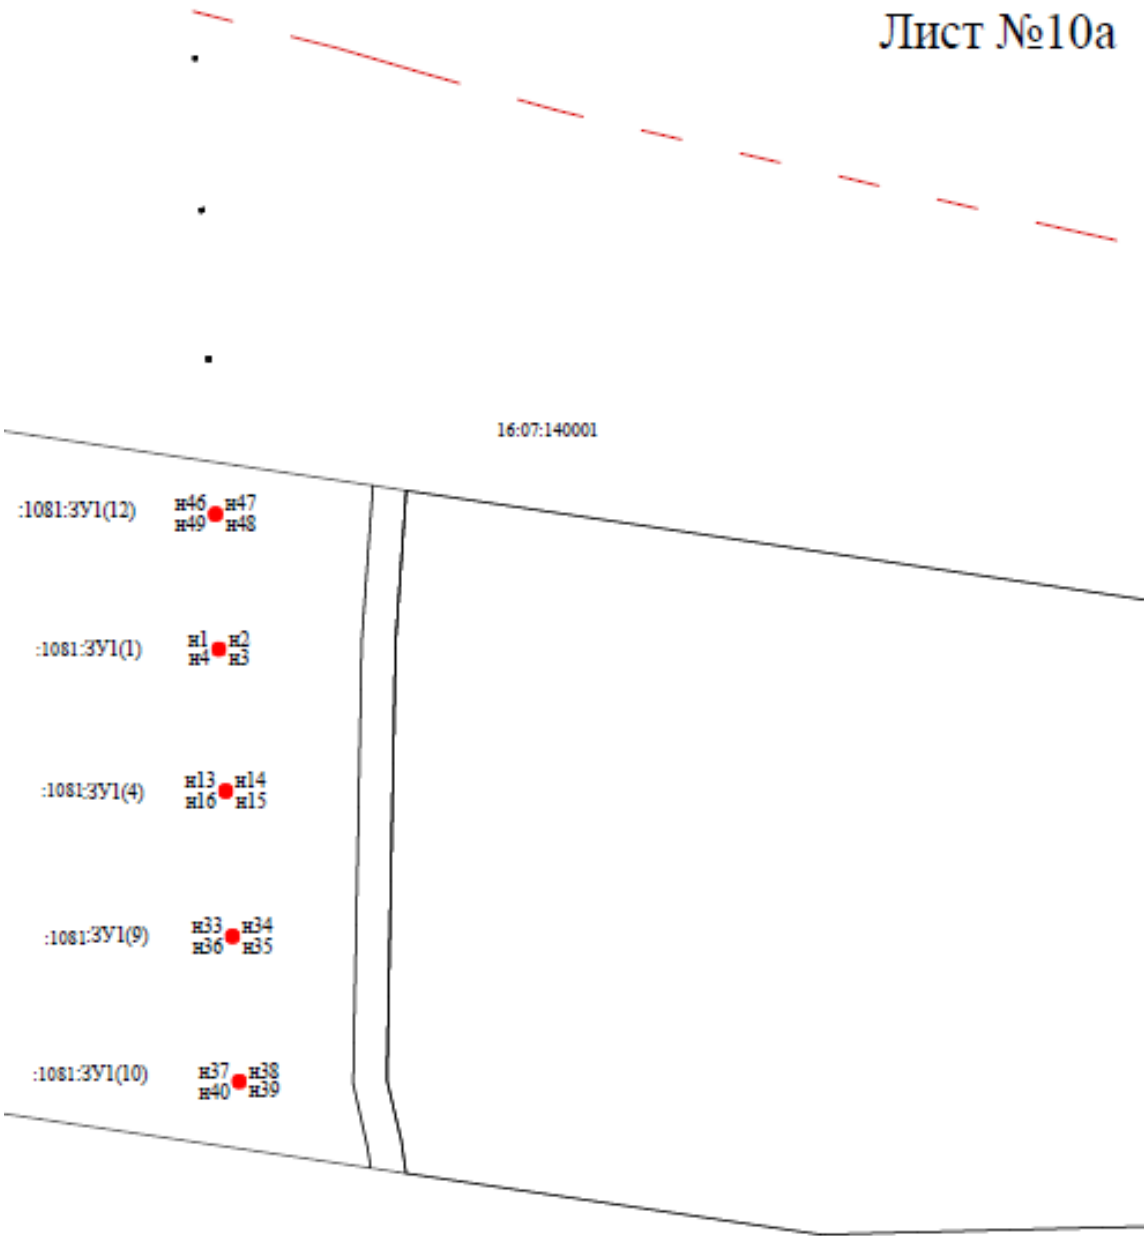 Лист №10а
16:07:140001
:1081:ЗУ1(12) н46 н47
н49 н48
:1081:ЗУ1(1) н1 н2
н4 н3
:1081:ЗУ1(4) н13 н14
н16 н15
:1081:ЗУ1(9) н33 н34
н36 н35
:1081:ЗУ1(10) н37 н38
н40 н39